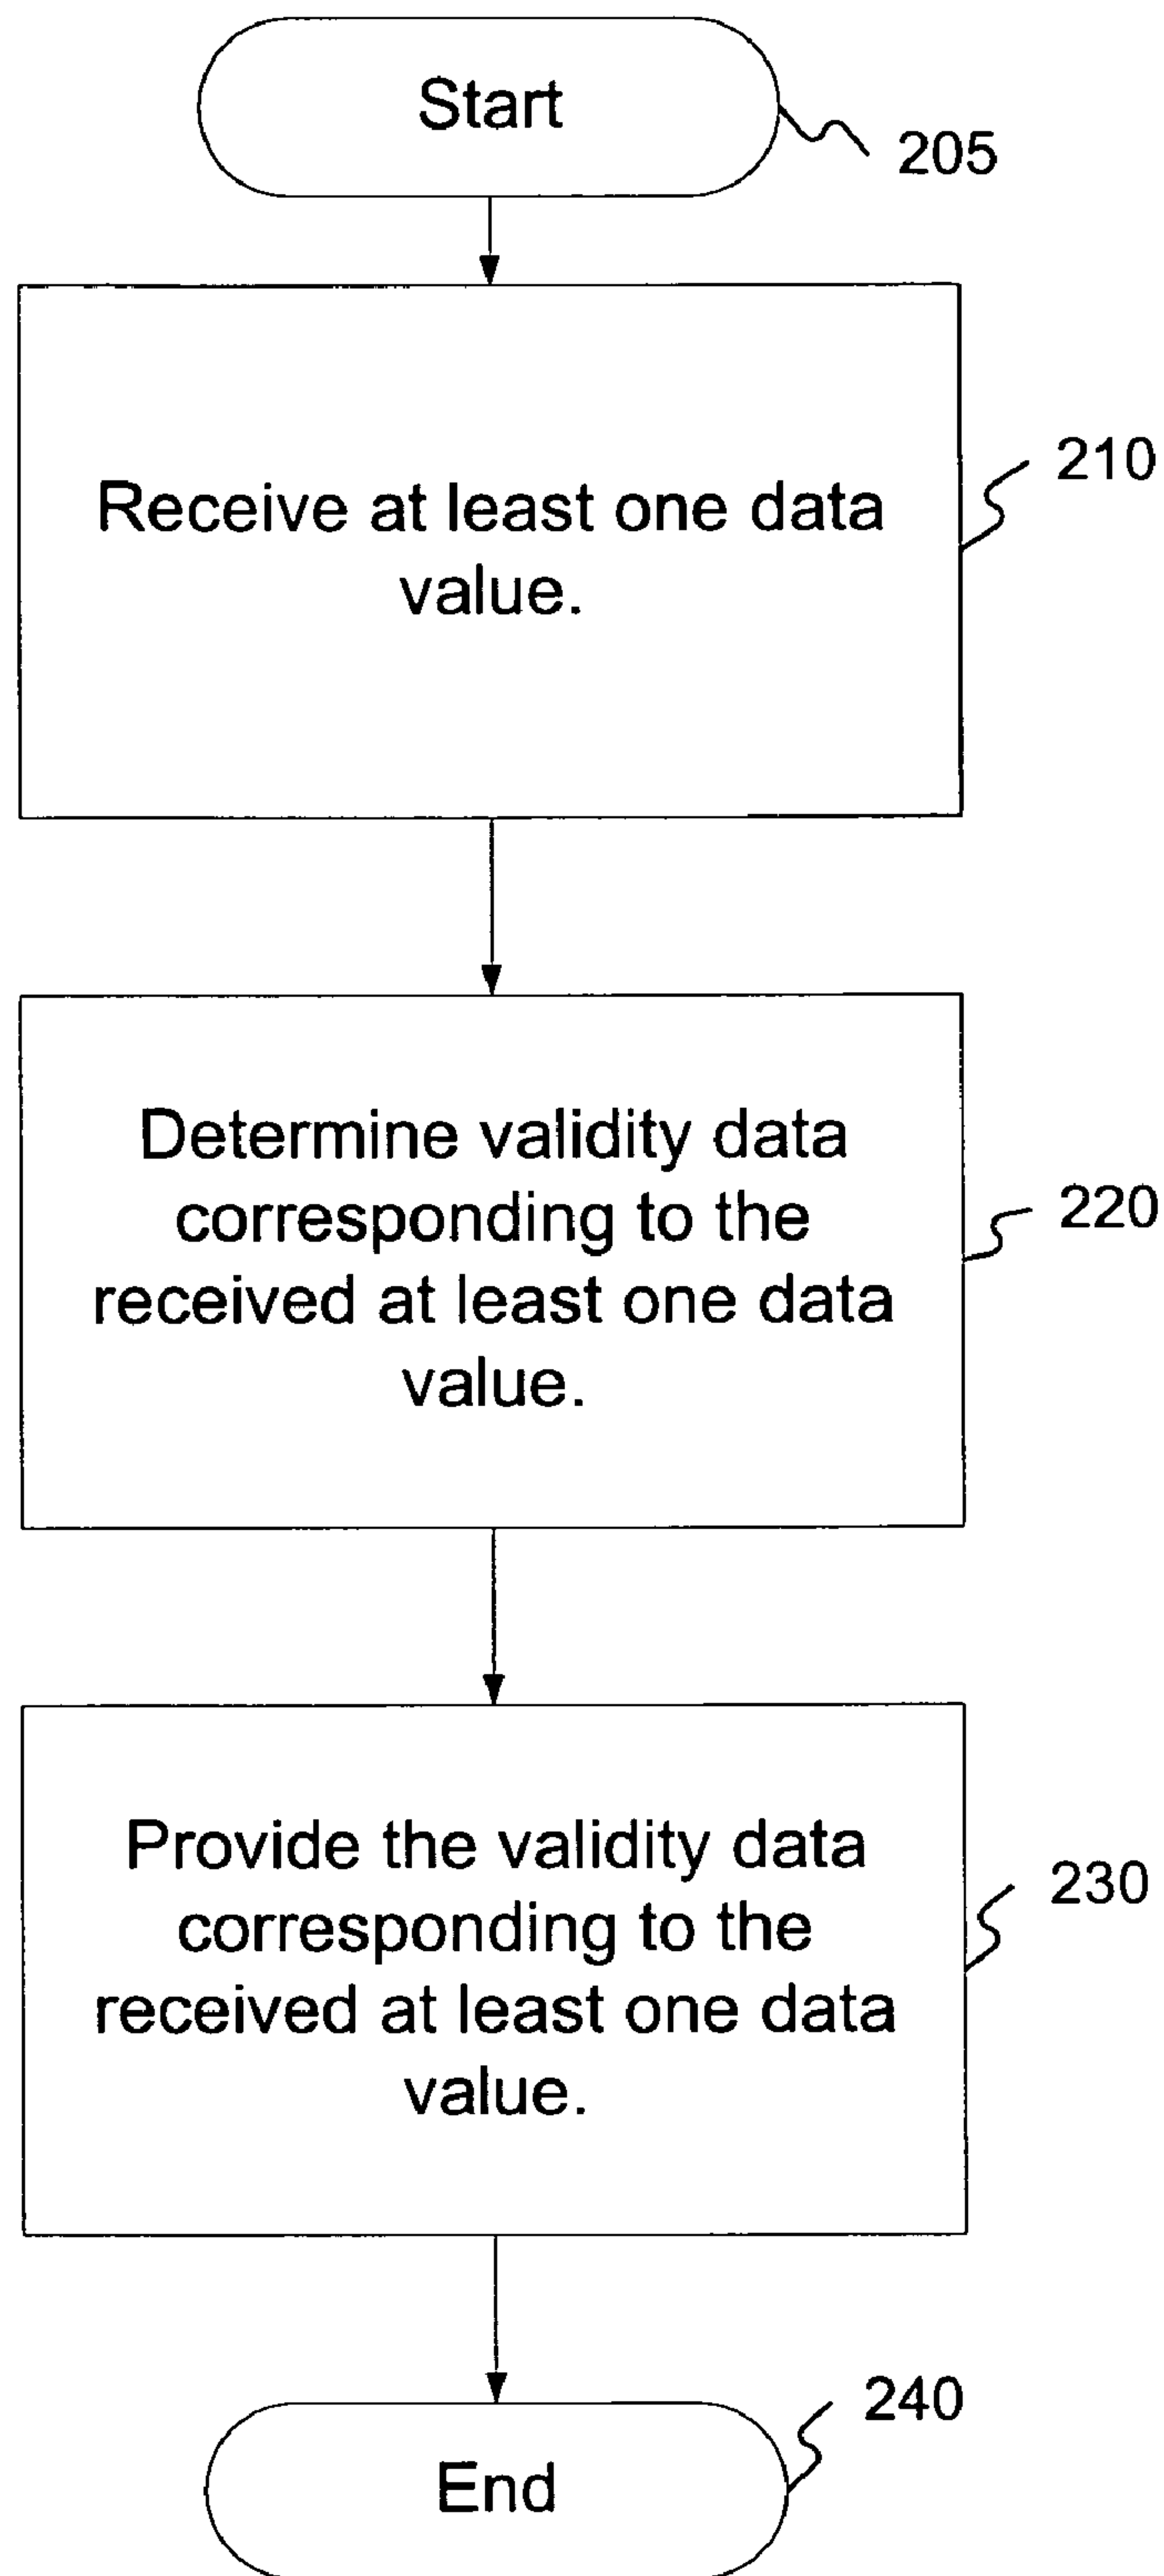 Start
205
Receive at least one data
value.
210
Determine validity data
corresponding to the
received at least one data
value.
220
Provide the validity data
corresponding to the
received at least one data
value.
230
End
240